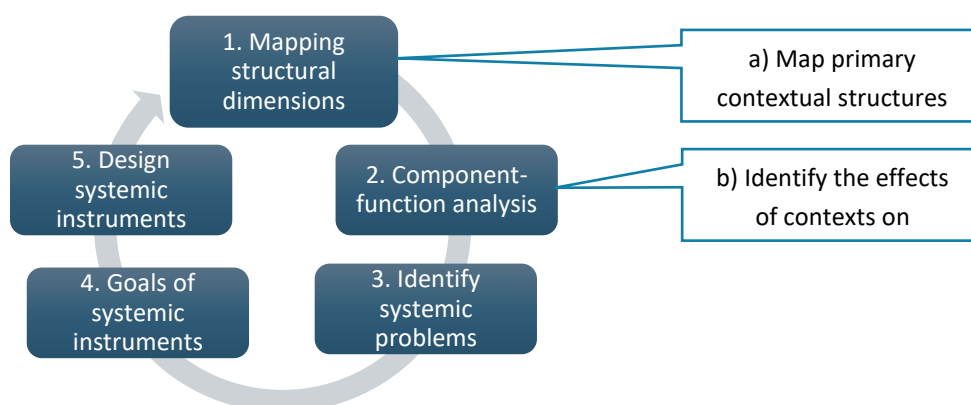 1. Mapping
structural
dimensions
a) Map primary
contextual structures
2. Component-
function analysis
b) Identify the effects
of contexts on
3. Identify
systemic
problems
4. Goals of
systemic
instruments
5. Design
systemic
instruments